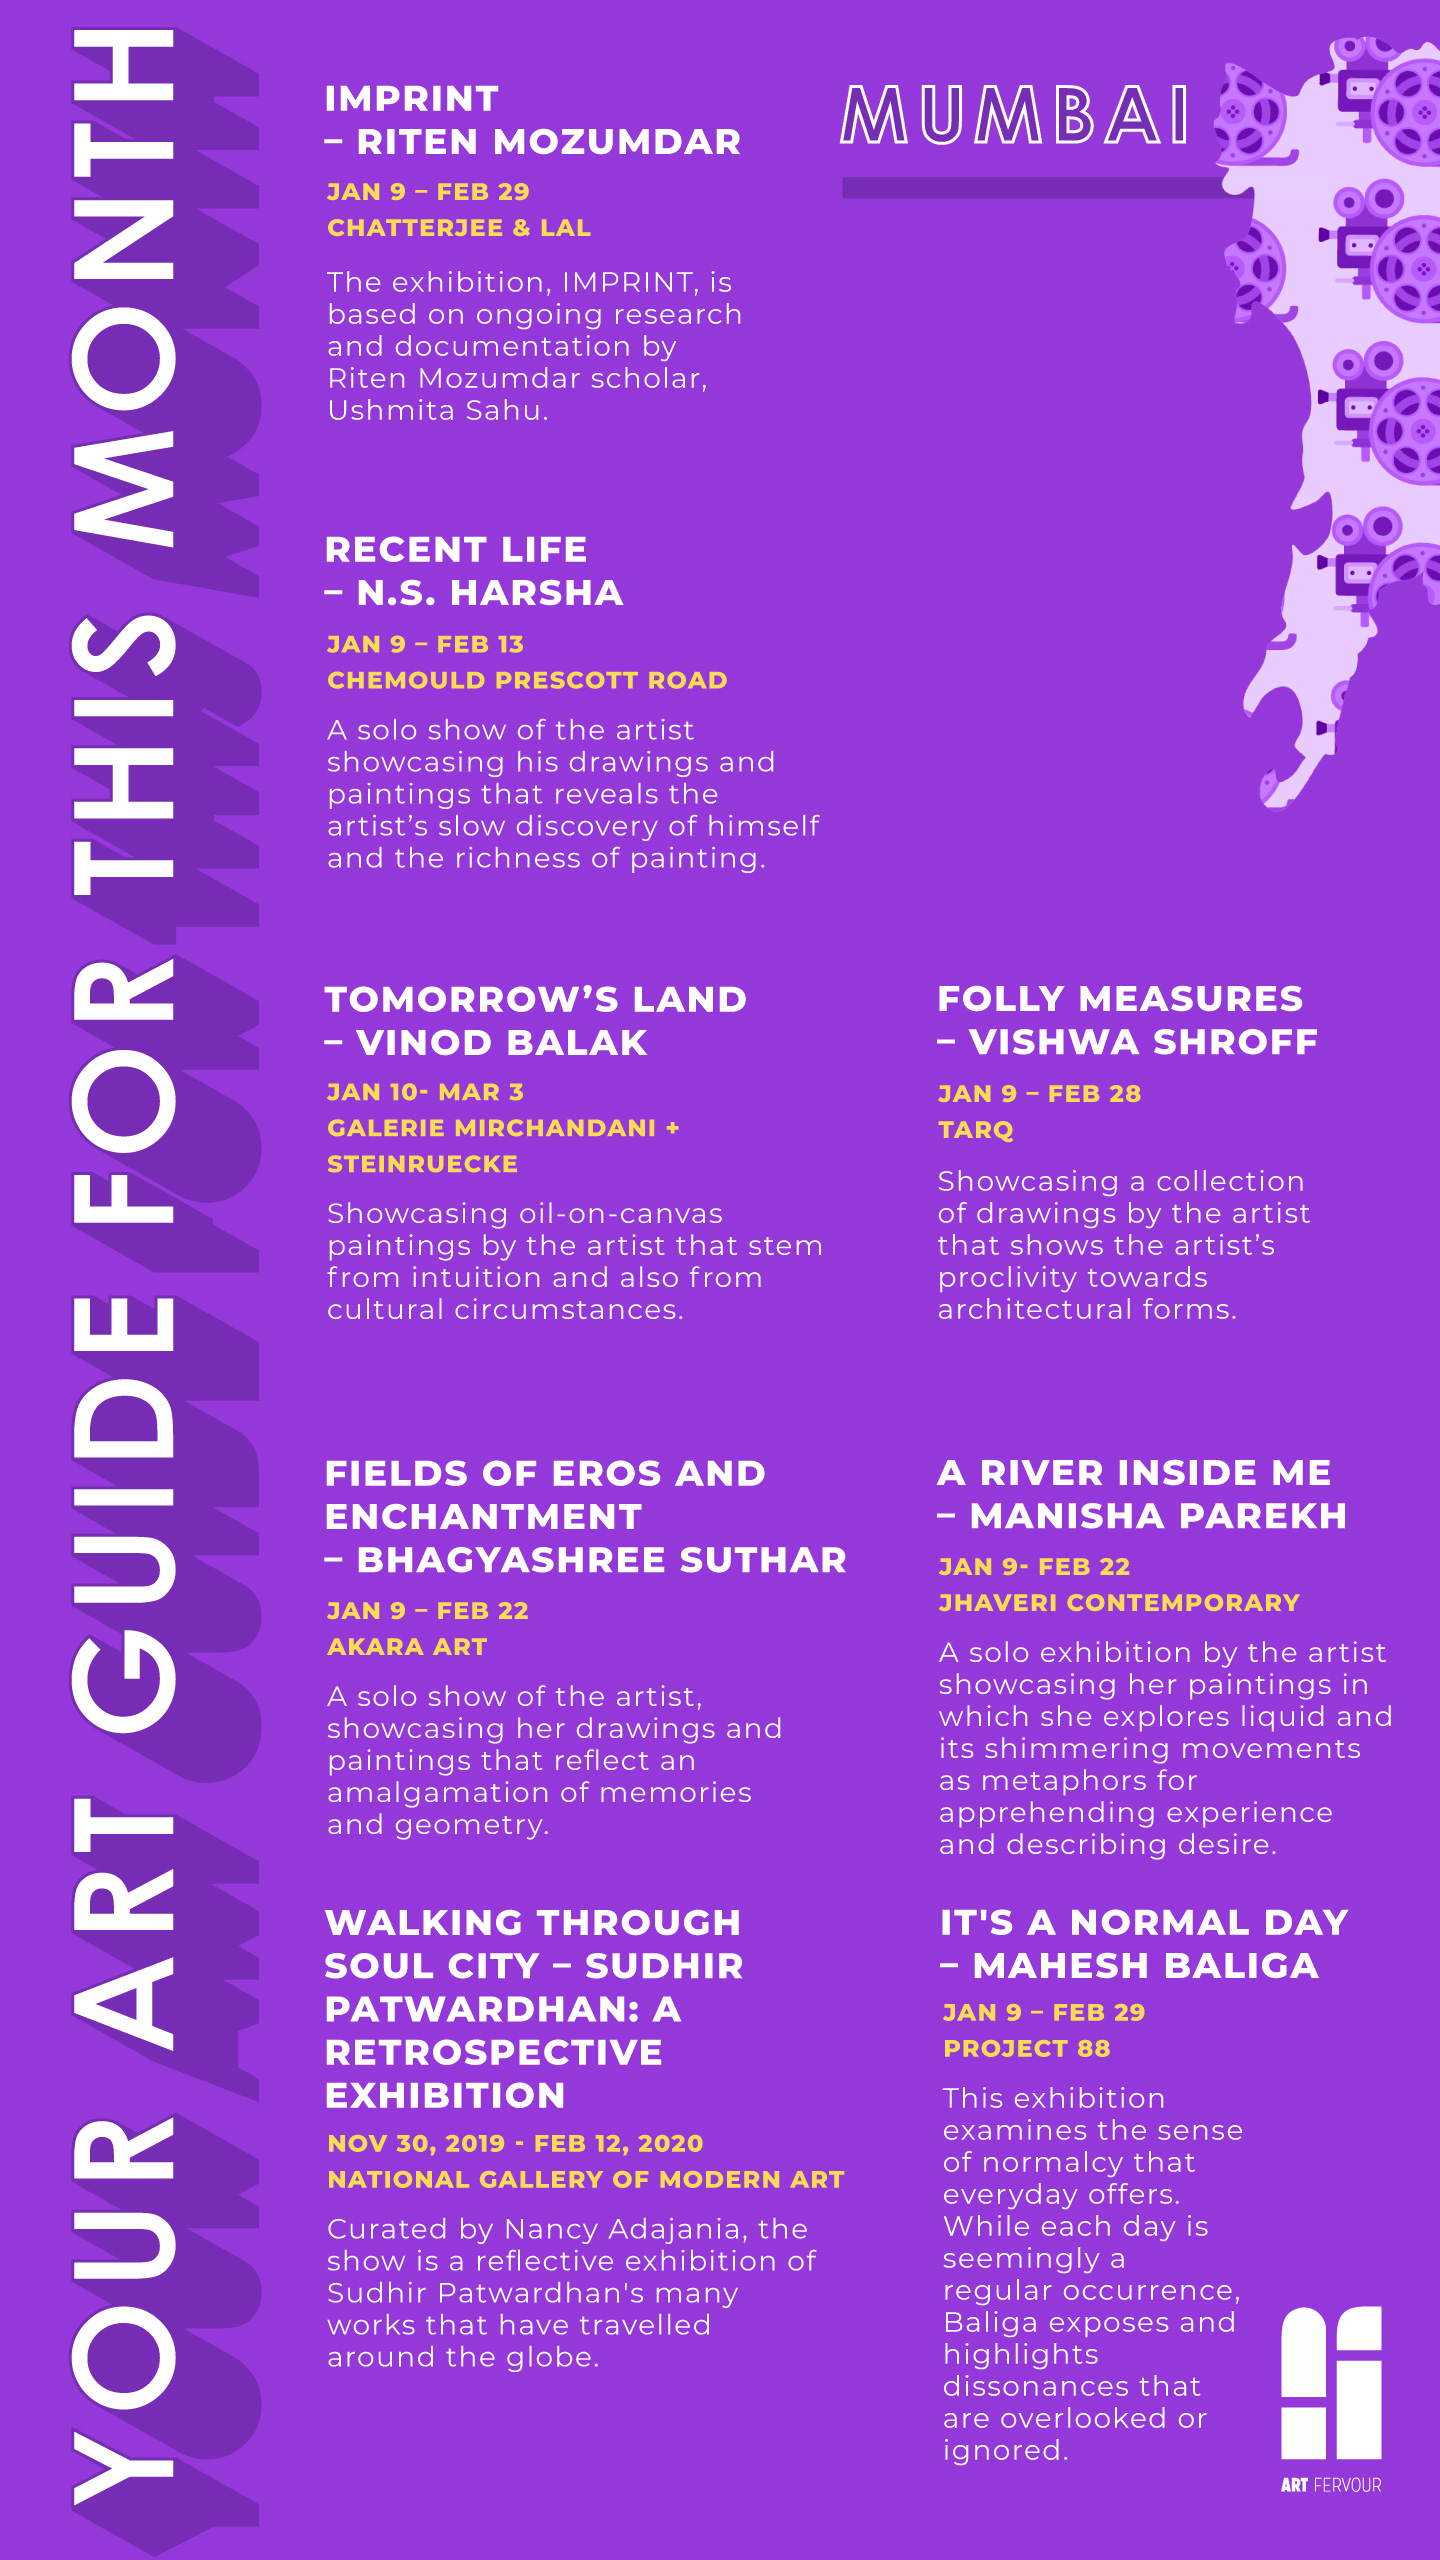 YOUR ART GUIDE FOR THIS MONTH
MUMBAI
IMPRINT
– RITEN MOZUMDAR
JAN 9 – FEB 29
CHATTERJEE & LAL
The exhibition, IMPRINT, is
based on ongoing research
and documentation by
Riten Mozumdar scholar,
Ushmita Sahu.
RECENT LIFE
– N.S. HARSHA
JAN 9 – FEB 13
CHEMOULD PRESCOTT ROAD
A solo show of the artist
showcasing his drawings and
paintings that reveals the
artist’s slow discovery of himself
and the richness of painting.
TOMORROW’S LAND
– VINOD BALAK
JAN 10- MAR 3
GALERIE MIRCHANDANI +
STEINRUECKE
Showcasing oil-on-canvas
paintings by the artist that stem
from intuition and also from
cultural circumstances.
FOLLY MEASURES
– VISHWA SHROFF
JAN 9 – FEB 28
TARQ
Showcasing a collection
of drawings by the artist
that shows the artist’s
proclivity towards
architectural forms.
FIELDS OF EROS AND
ENCHANTMENT
– BHAGYASHREE SUTHAR
JAN 9 – FEB 22
AKARA ART
A solo show of the artist,
showcasing her drawings and
paintings that reflect an
amalgamation of memories
and geometry.
A RIVER INSIDE ME
– MANISHA PAREKH
JAN 9- FEB 22
JHAVERI CONTEMPORARY
A solo exhibition by the artist
showcasing her paintings in
which she explores liquid and
its shimmering movements
as metaphors for
apprehending experience
and describing desire.
WALKING THROUGH
SOUL CITY – SUDHIR
PATWARDHAN: A
RETROSPECTIVE
EXHIBITION
NOV 30, 2019 - FEB 12, 2020
NATIONAL GALLERY OF MODERN ART
Curated by Nancy Adajania, the
show is a reflective exhibition of
Sudhir Patwardhan's many
works that have travelled
around the globe.
IT'S A NORMAL DAY
– MAHESH BALIGA
JAN 9 – FEB 29
PROJECT 88
This exhibition
examines the sense
of normalcy that
everyday offers.
While each day is
seemingly a
regular occurrence,
Baliga exposes and
highlights
dissonances that
are overlooked or
ignored.
ART FERVOUR